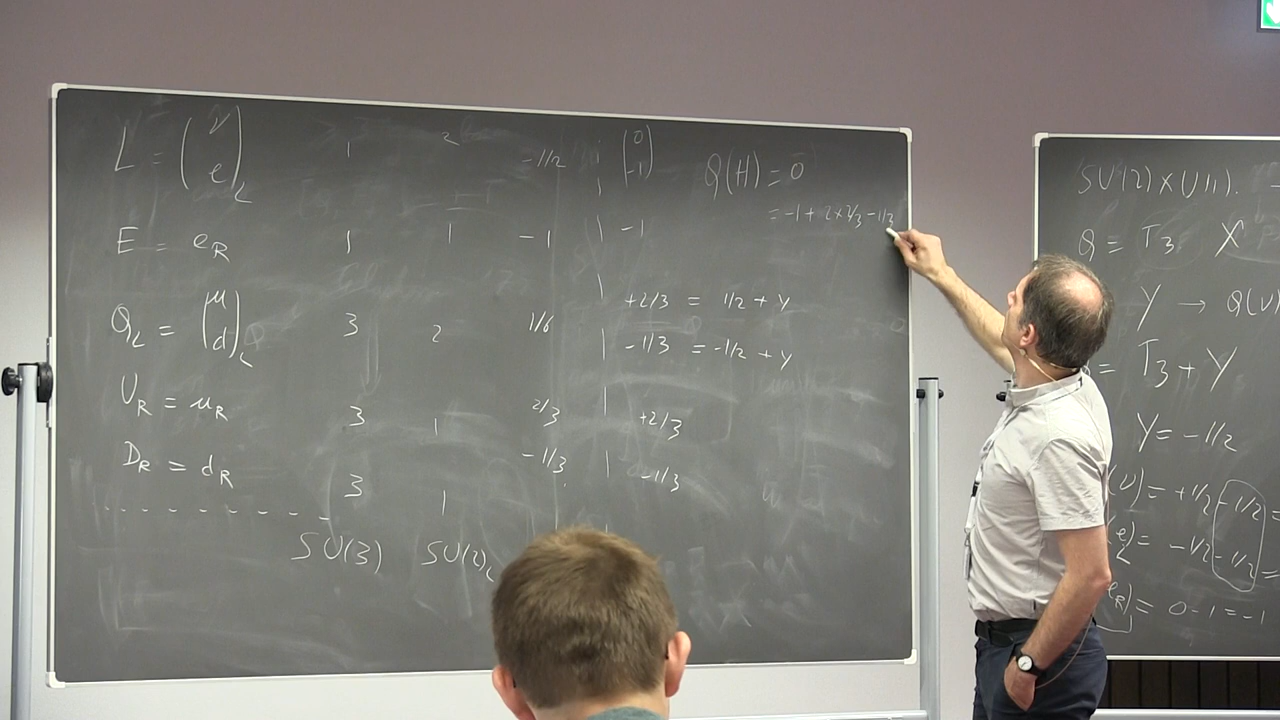 L = ( ν e )_L 1 2 -1/2 | ( 0 -1 ) Q(H) = 0
= -1 + 2×2/3 - 1/3
E = e_R 1 1 -1 | -1
Q_L = ( u d )_L 3 2 1/6 | +2/3 = 1/2 + Y
| -1/3 = -1/2 + Y
U_R = u_R 3 1 2/3 | +2/3
D_R = d_R 3 1 -1/3 | -1/3
SU(3) SU(2)_L
SU(2) × U(1).
Q = T_3 X
Y → Q(ν)
= T_3 + Y
Y = -1/2
(ν) = +1/2 -1/2 =
(e_L) = -1/2 -1/2 =
e_R) = 0 - 1 = -1